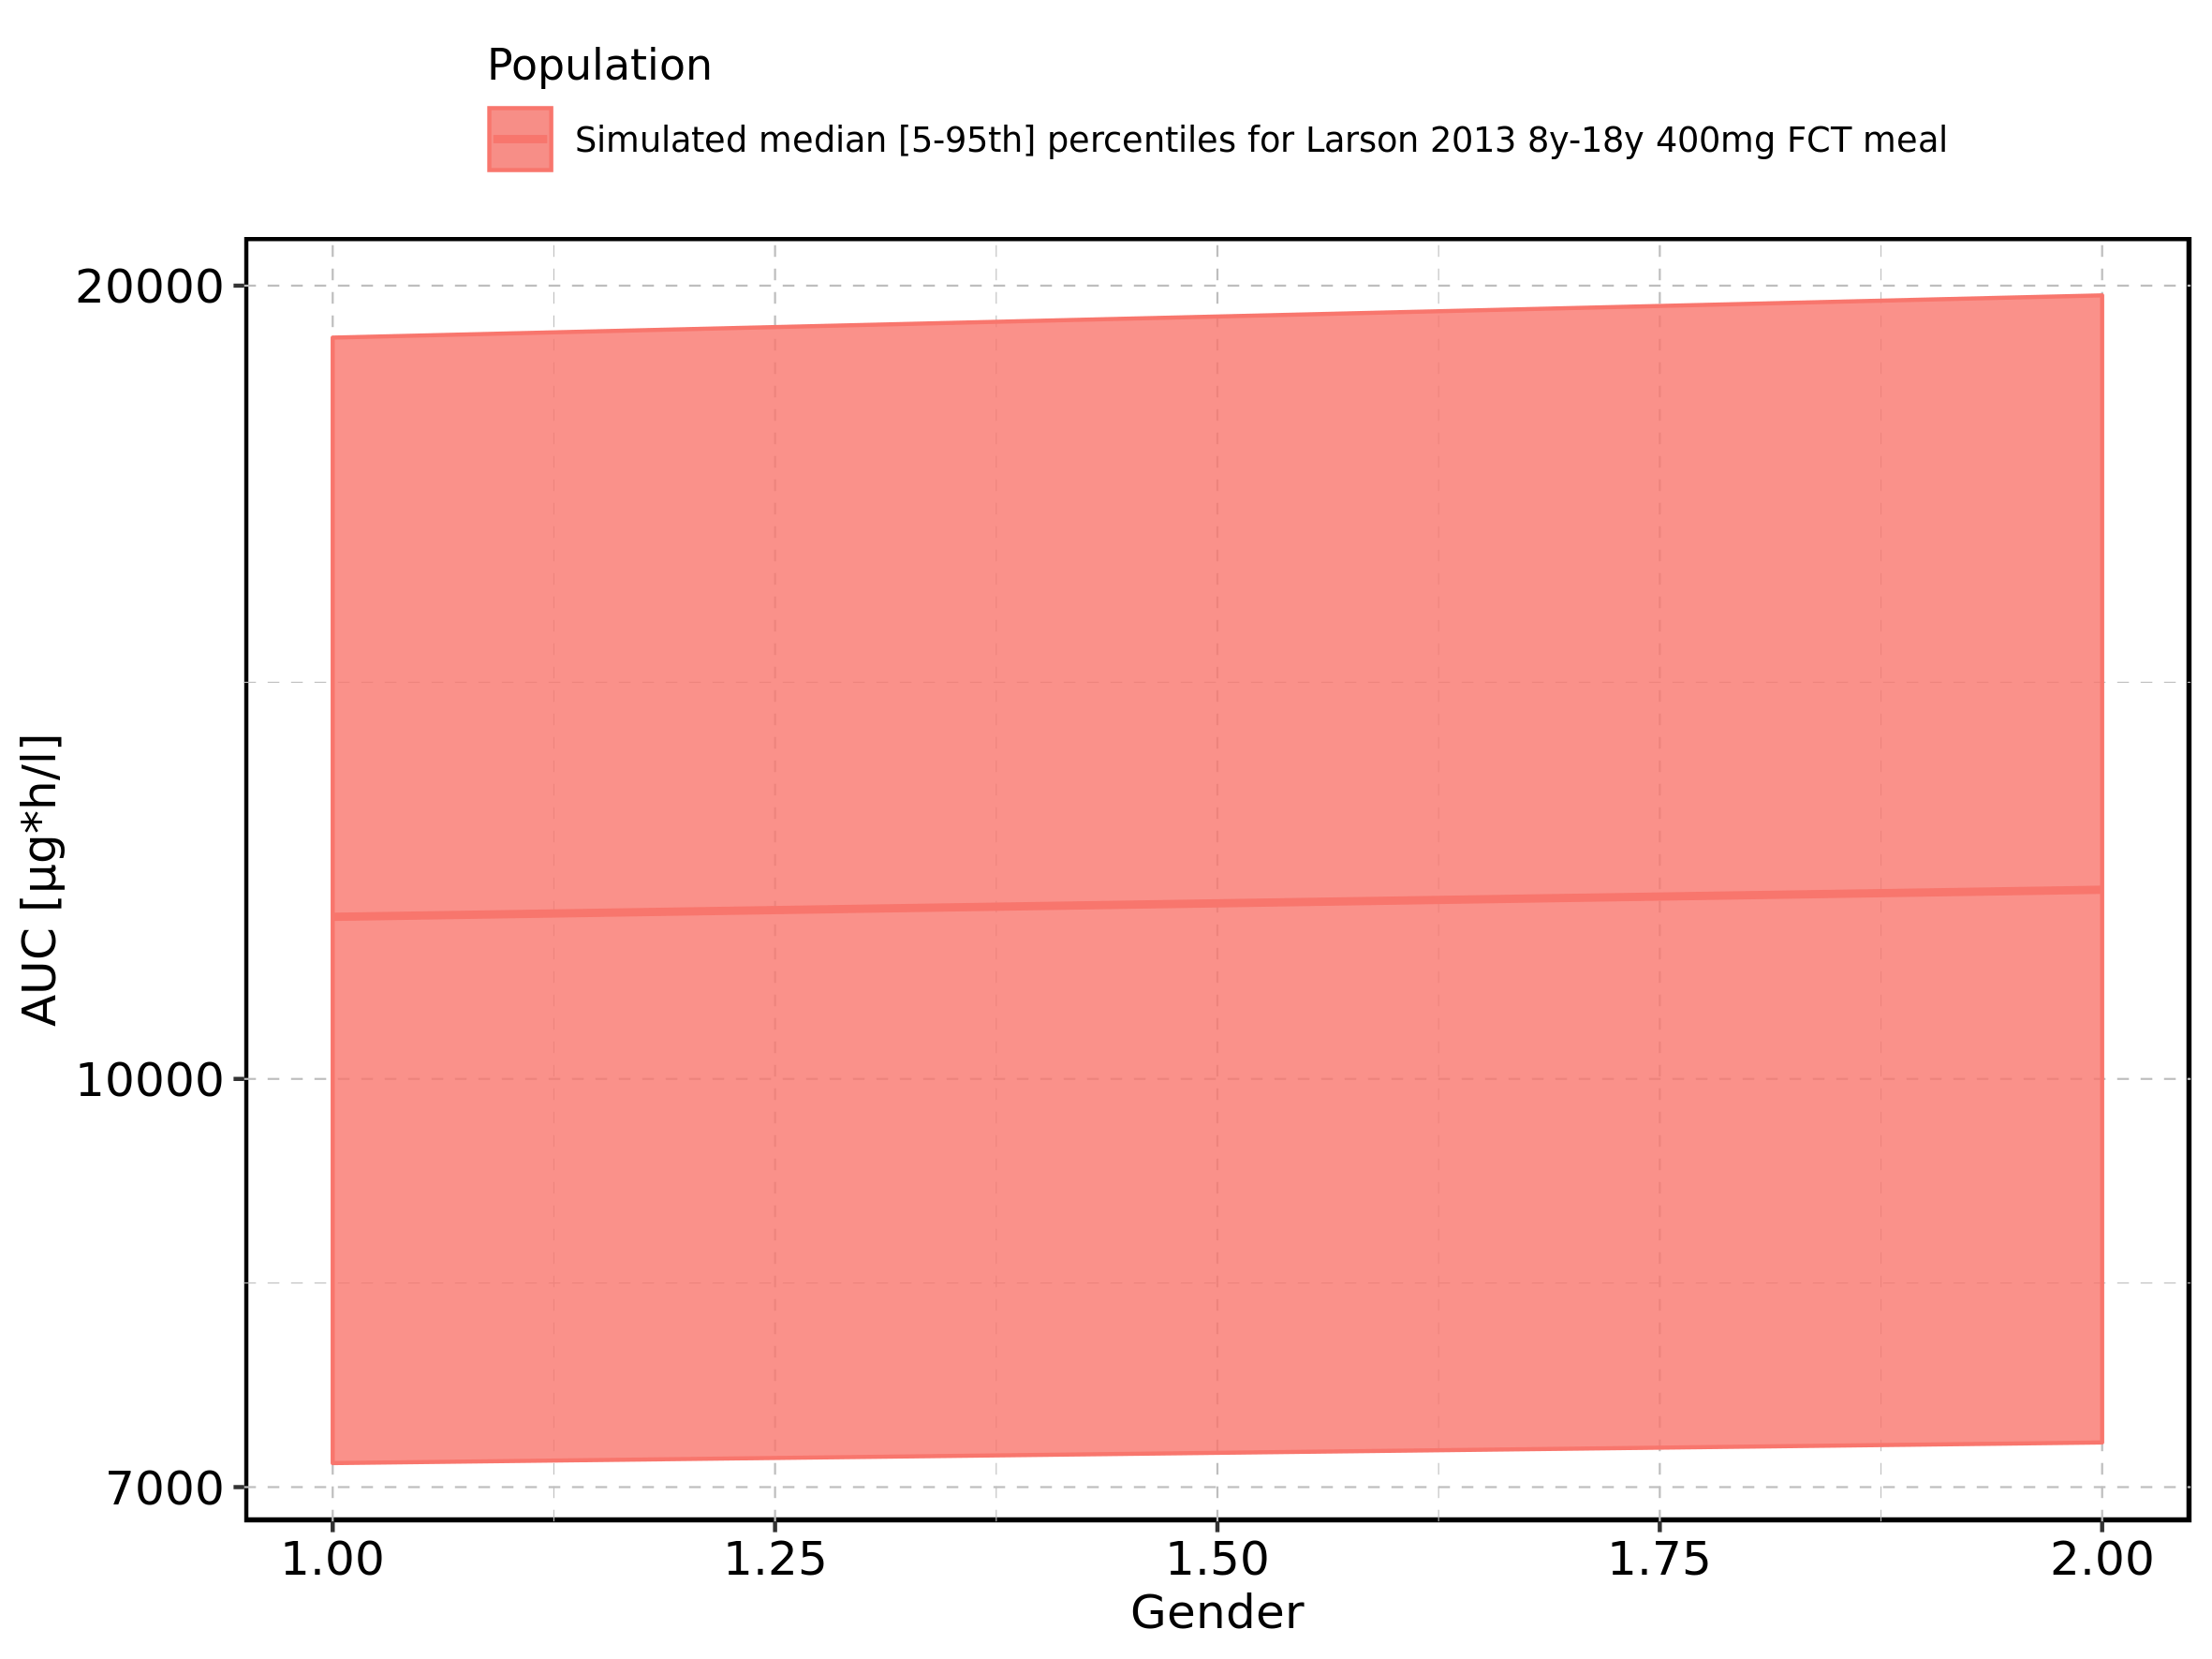 Population
Simulated median [5-95th] percentiles for Larson 2013 8y-18y 400mg FCT meal
20000
10000
7000
AUC [µg*h/l]
1.00 1.25 1.50 1.75 2.00
Gender